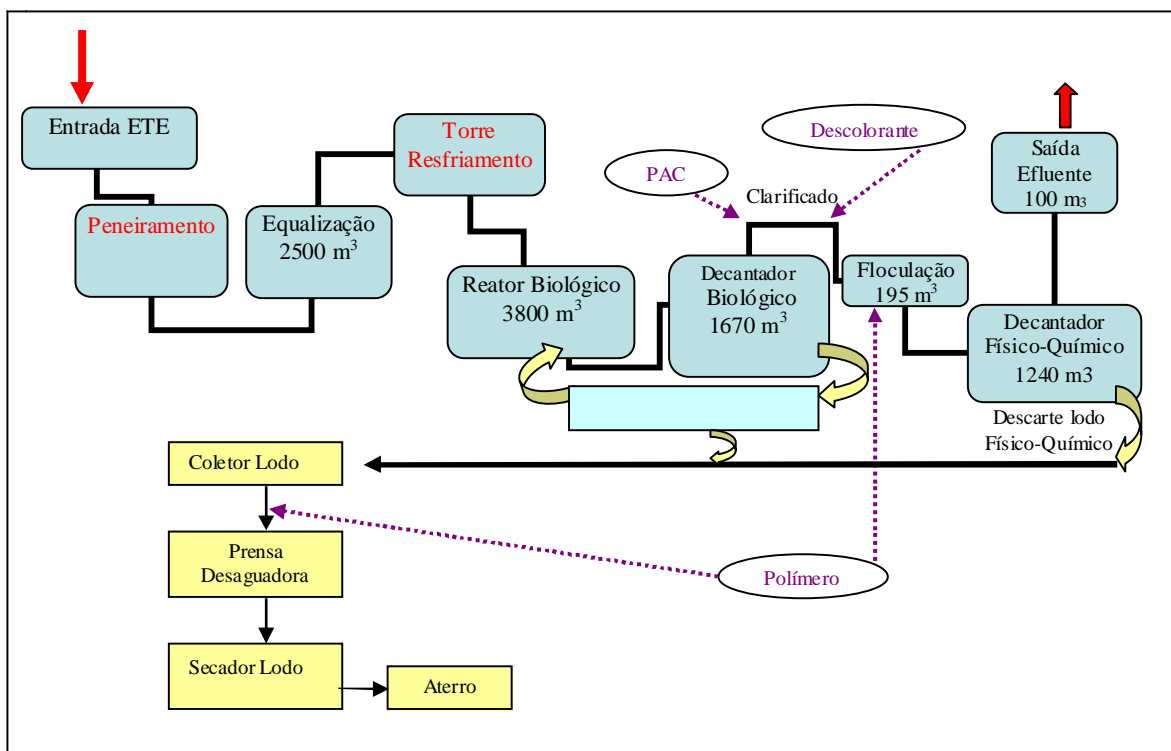 Entrada ETE
Peneiramento
Equalização
2500 m³
Torre
Resfriamento
Reator Biológico
3800 m³
Decantador
Biológico
1670 m³
PAC
Clarificado
Descolorante
Floculação
195 m³
Saída
Efluente
100 m₃
Decantador
Físico-Químico
1240 m3
Descarte lodo
Físico-Químico
Coletor Lodo
Prensa
Desaguadora
Polímero
Secador Lodo
Aterro